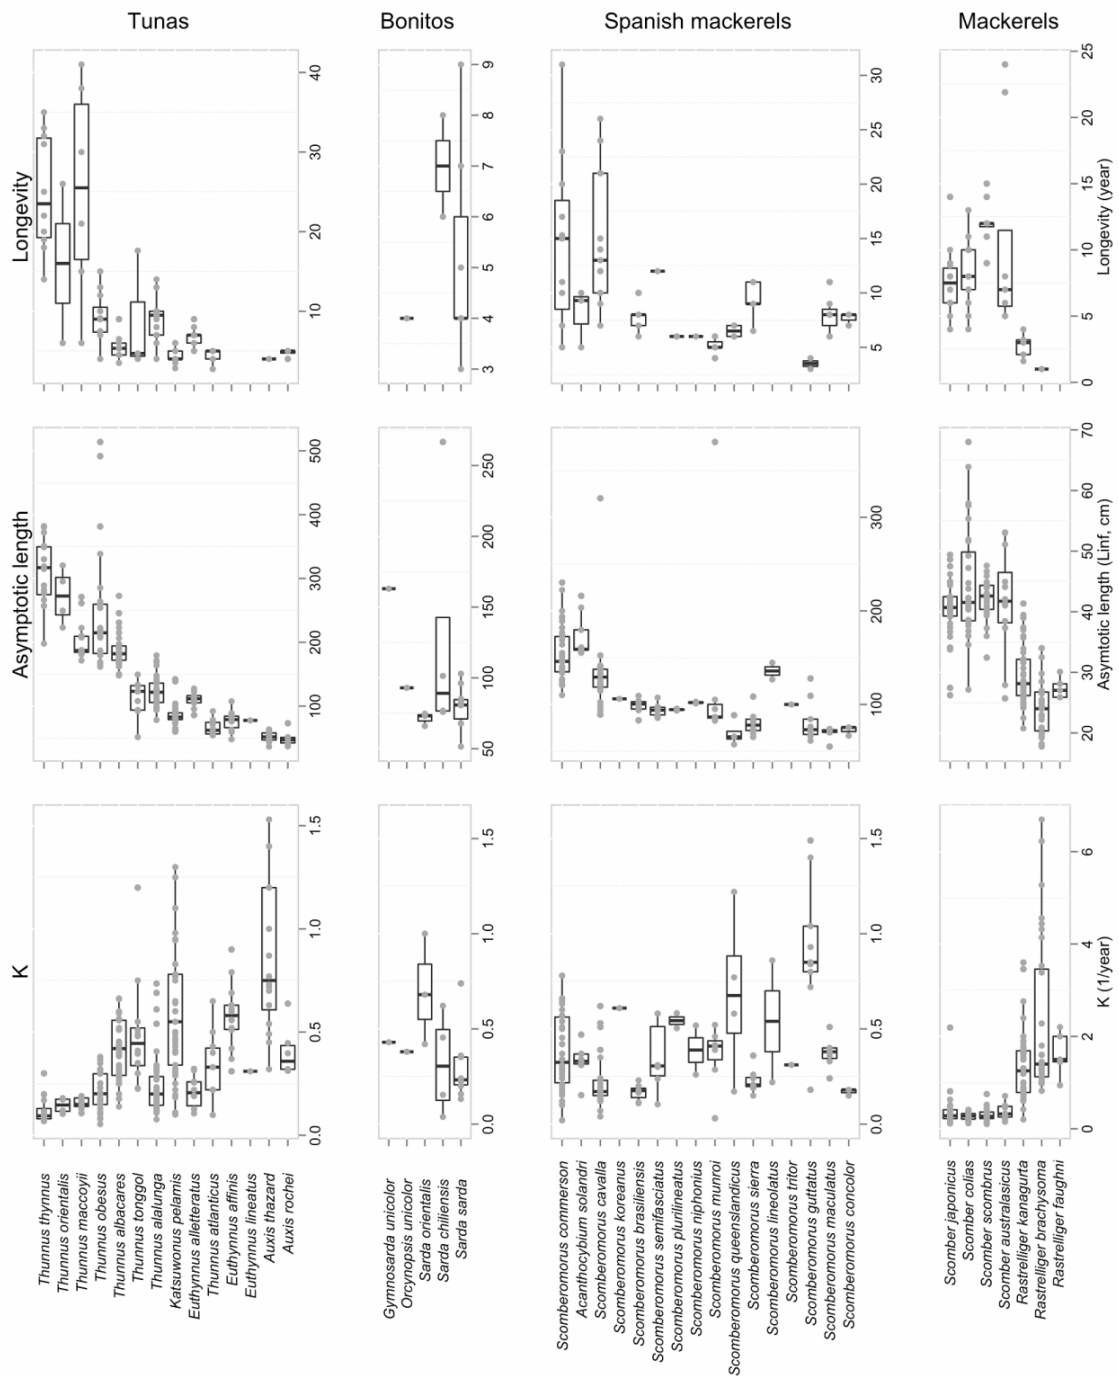 Tunas
Bonitos
Spanish mackerels
Mackerels
Longevity
40
30
20
10
9
8
7
6
5
4
3
30
25
20
15
10
5
25
20
15
10
5
0
Longevity (year)
Asymptotic length
500
400
300
200
100
250
200
150
100
50
300
200
100
70
60
50
40
30
20
Asymtotic length (Linf, cm)
K
1.5
1.0
0.5
0.0
1.5
1.0
0.5
0.0
1.5
1.0
0.5
0.0
6
4
2
0
K (1/year)
Thunnus thynnus
Thunnus orientalis
Thunnus maccoyii
Thunnus obesus
Thunnus albacares
Thunnus tonggol
Thunnus alalunga
Katsuwonus pelamis
Euthynnus alletteratus
Thunnus atlanticus
Euthynnus affinis
Euthynnus lineatus
Auxis thazard
Auxis rochei
Gymnosarda unicolor
Orcynopsis unicolor
Sarda orientalis
Sarda chiliensis
Sarda sarda
Scomberomorus commerson
Acanthocybium solandri
Scomberomorus cavalla
Scomberomorus koreanus
Scomberomorus brasiliensis
Scomberomorus semifasciatus
Scomberomorus plurilineatus
Scomberomorus niphonius
Scomberomorus munroi
Scomberomorus queenslandicus
Scomberomorus sierra
Scomberomorus lineolatus
Scomberomorus tritor
Scomberomorus guttatus
Scomberomorus maculatus
Scomberomorus concolor
Scomber japonicus
Scomber colias
Scomber scombrus
Scomber australasicus
Rastrelliger kanagurta
Rastrelliger brachysoma
Rastrelliger faughni